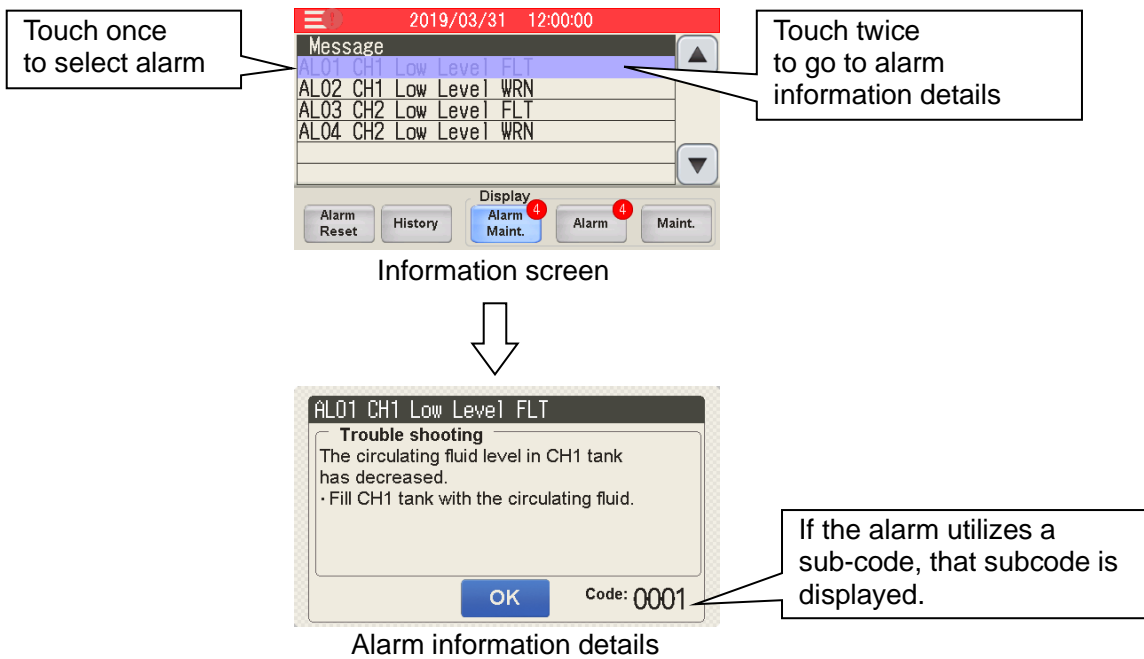 Touch once
to select alarm
2019/03/31 12:00:00
Message
AL01 CH1 Low Level FLT
AL02 CH1 Low Level WRN
AL03 CH2 Low Level FLT
AL04 CH2 Low Level WRN
Touch twice
to go to alarm
information details
Display
Alarm Reset
History
Alarm Maint.
4
Alarm
4
Maint.
Information screen
AL01 CH1 Low Level FLT
Trouble shooting
The circulating fluid level in CH1 tank
has decreased.
・Fill CH1 tank with the circulating fluid.
OK
Code: 0001
If the alarm utilizes a
sub-code, that subcode is
displayed.
Alarm information details